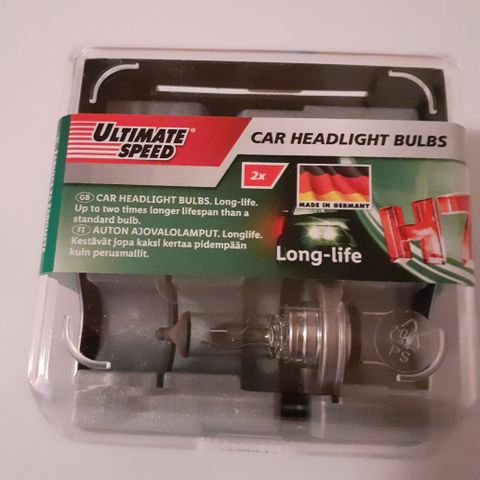 ULTIMATE SPEED®
CAR HEADLIGHT BULBS
2x
MADE IN GERMANY
GB CAR HEADLIGHT BULBS. Long-life.
Up to two times longer lifespan than a
standard bulb.
FI AUTON AJOVALOLAMPUT. Longlife.
Kestävät jopa kaksi kertaa pidempään
kuin perusmallit.
Long-life
H7